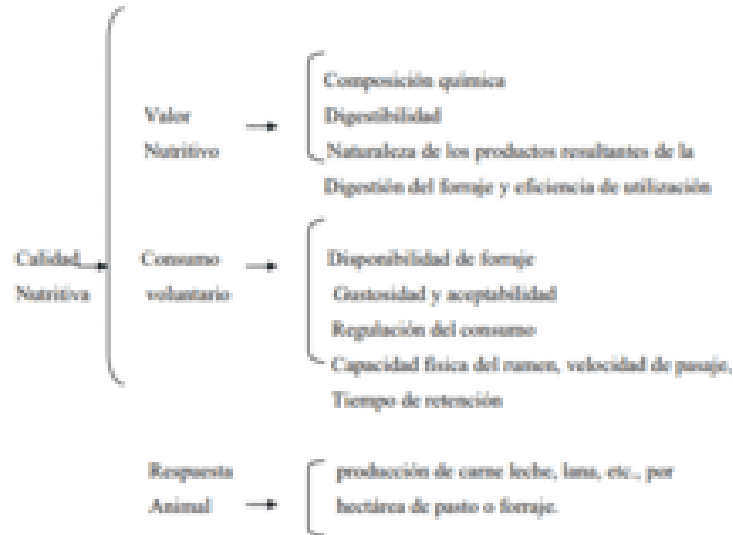 Composición química
Valor
Digestibilidad
Nutritivo
Naturaleza de los productos resultantes de la
Digestión del forraje y eficiencia de utilización
Calidad
Nutritiva
Consumo
voluntario
Disponibilidad de forraje
Gustosidad y aceptabilidad
Regulación del consumo
Capacidad física del rumen, velocidad de pasaje,
Tiempo de retención
Respuesta
Animal
producción de carne leche, lana, etc., por
hectárea de pasto o forraje.